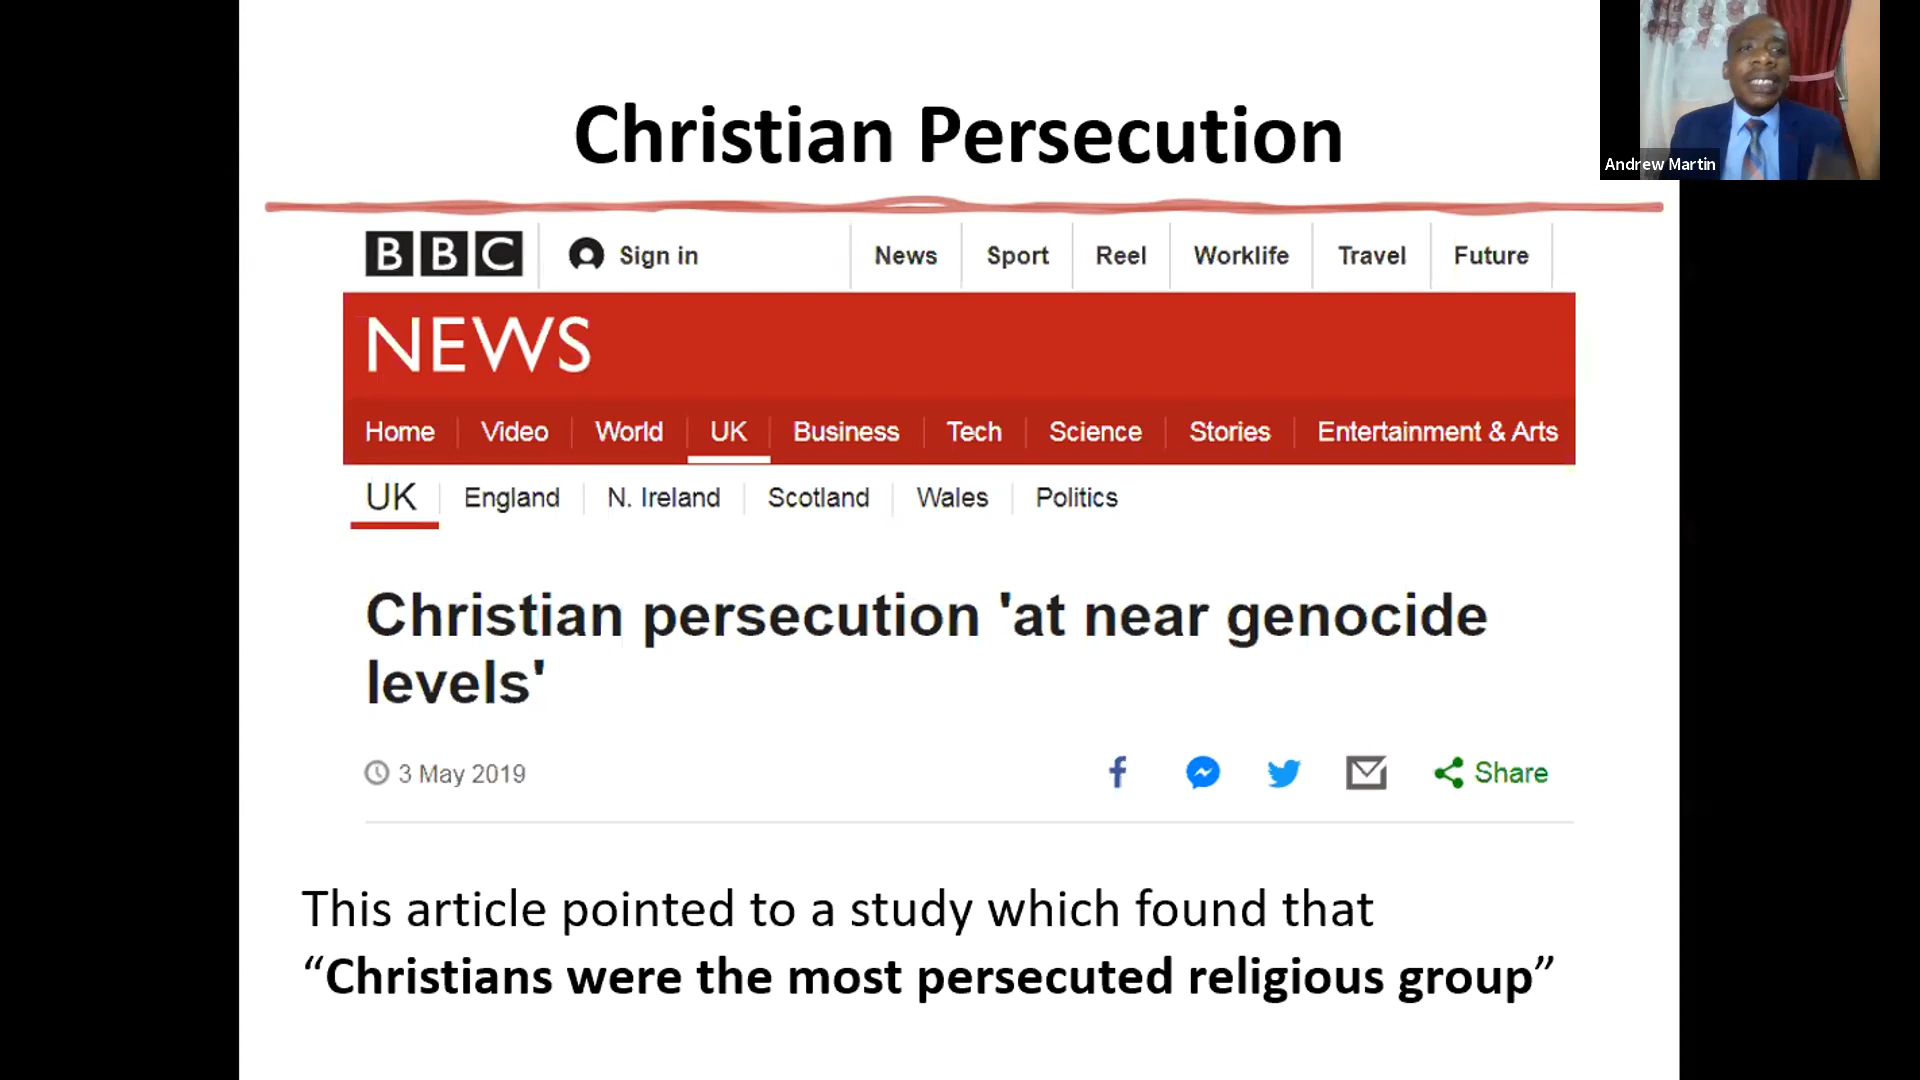 Christian Persecution
Andrew Martin
BBC Sign in News Sport Reel Worklife Travel Future
NEWS
Home Video World UK Business Tech Science Stories Entertainment & Arts
UK England N. Ireland Scotland Wales Politics
Christian persecution 'at near genocide
levels'
3 May 2019 Share
This article pointed to a study which found that
“Christians were the most persecuted religious group”